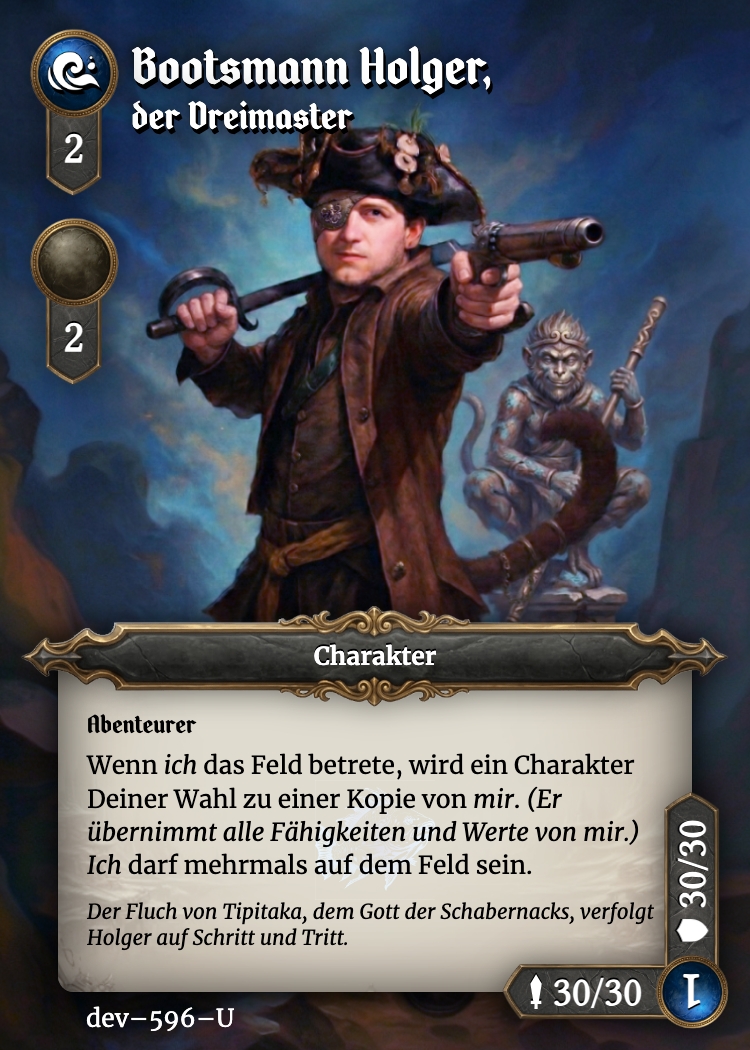 Bootsmann Holger,
der Dreimaster
2
2
Charakter
Abenteurer
Wenn ich das Feld betrete, wird ein Charakter
Deiner Wahl zu einer Kopie von mir. (Er
übernimmt alle Fähigkeiten und Werte von mir.)
Ich darf mehrmals auf dem Feld sein.
Der Fluch von Tipitaka, dem Gott der Schabernacks, verfolgt
Holger auf Schritt und Tritt.
30/30
30/30
1
dev–596–U